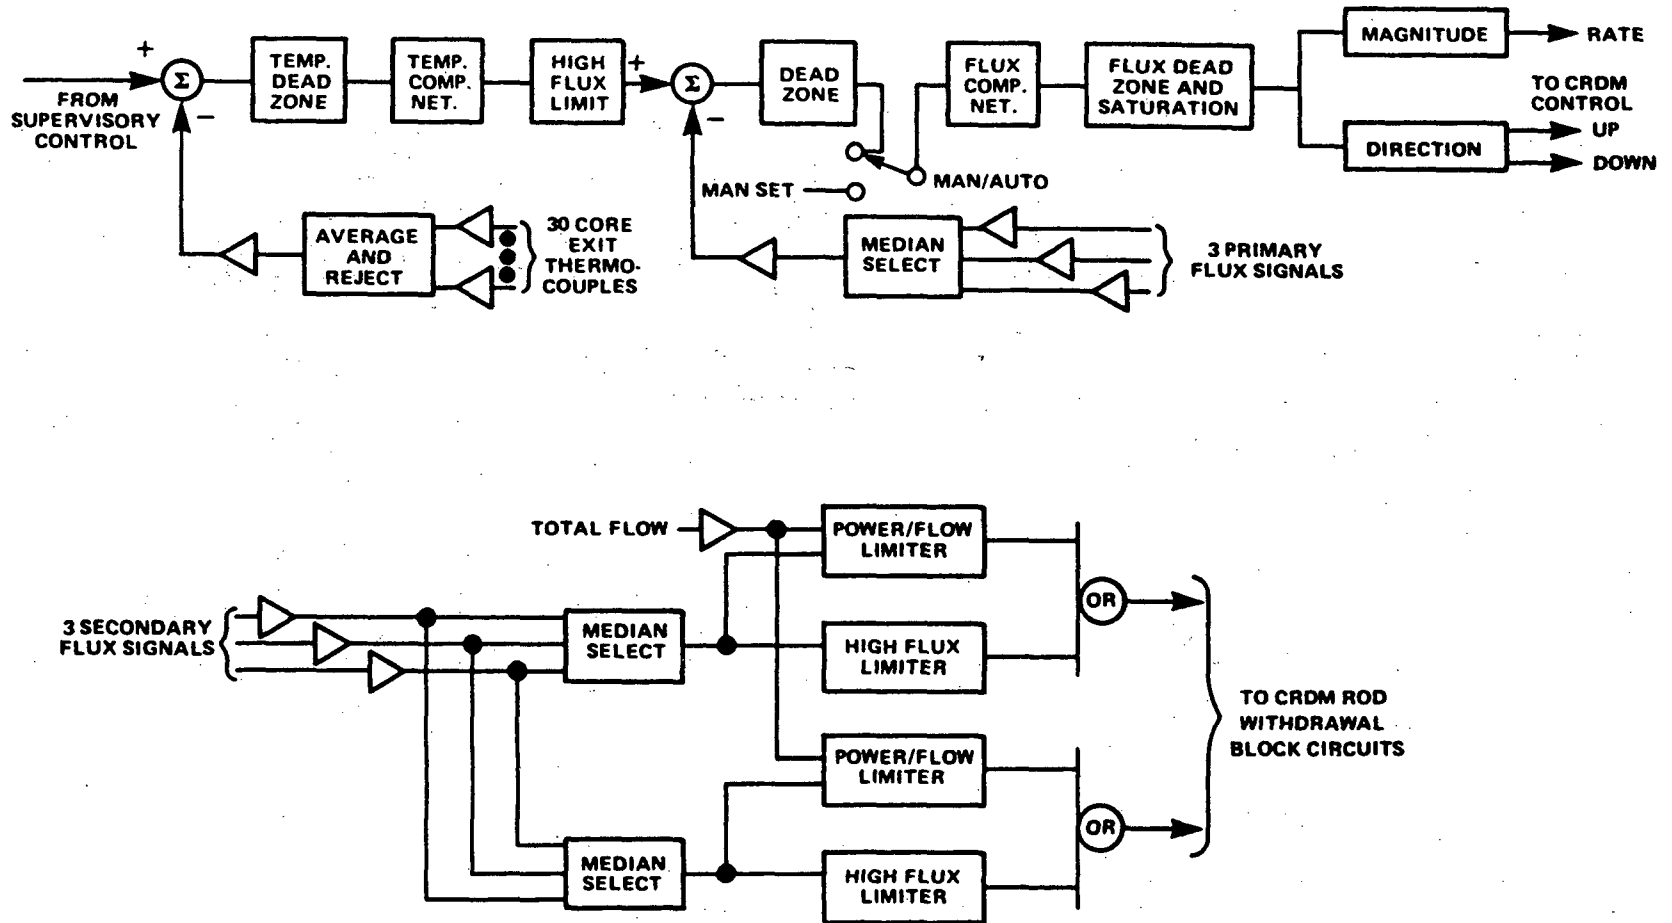 +
Σ
−
FROM
SUPERVISORY
CONTROL
TEMP.
DEAD
ZONE
TEMP.
COMP.
NET.
HIGH
FLUX
LIMIT
+
Σ
−
DEAD
ZONE
MAN SET
MAN/AUTO
FLUX
COMP.
NET.
FLUX DEAD
ZONE AND
SATURATION
MAGNITUDE
RATE
TO CRDM
CONTROL
DIRECTION
UP
DOWN
AVERAGE
AND
REJECT
30 CORE
EXIT
THERMO-
COUPLES
MEDIAN
SELECT
3 PRIMARY
FLUX SIGNALS
TOTAL FLOW
POWER/FLOW
LIMITER
3 SECONDARY
FLUX SIGNALS
MEDIAN
SELECT
HIGH FLUX
LIMITER
OR
TO CRDM ROD
WITHDRAWAL
BLOCK CIRCUITS
POWER/FLOW
LIMITER
MEDIAN
SELECT
HIGH FLUX
LIMITER
OR